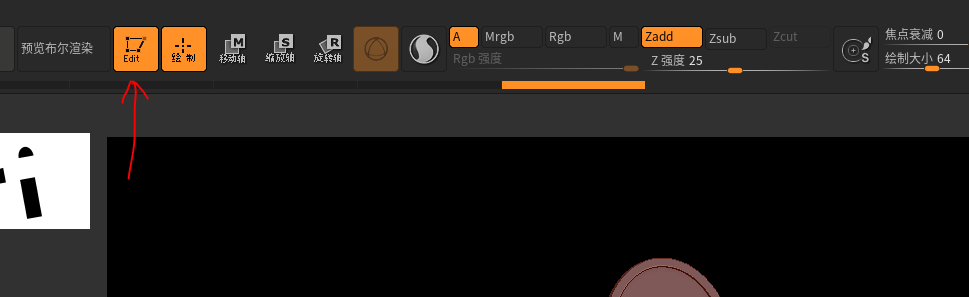 预览布尔渲染
Edit
绘制
M
移动轴
S
缩放轴
R
旋转轴
A
Mrgb
Rgb
M
Zadd
Zsub
Zcut
Rgb 强度
Z 强度 25
S
焦点衰减 0
绘制大小 64
i